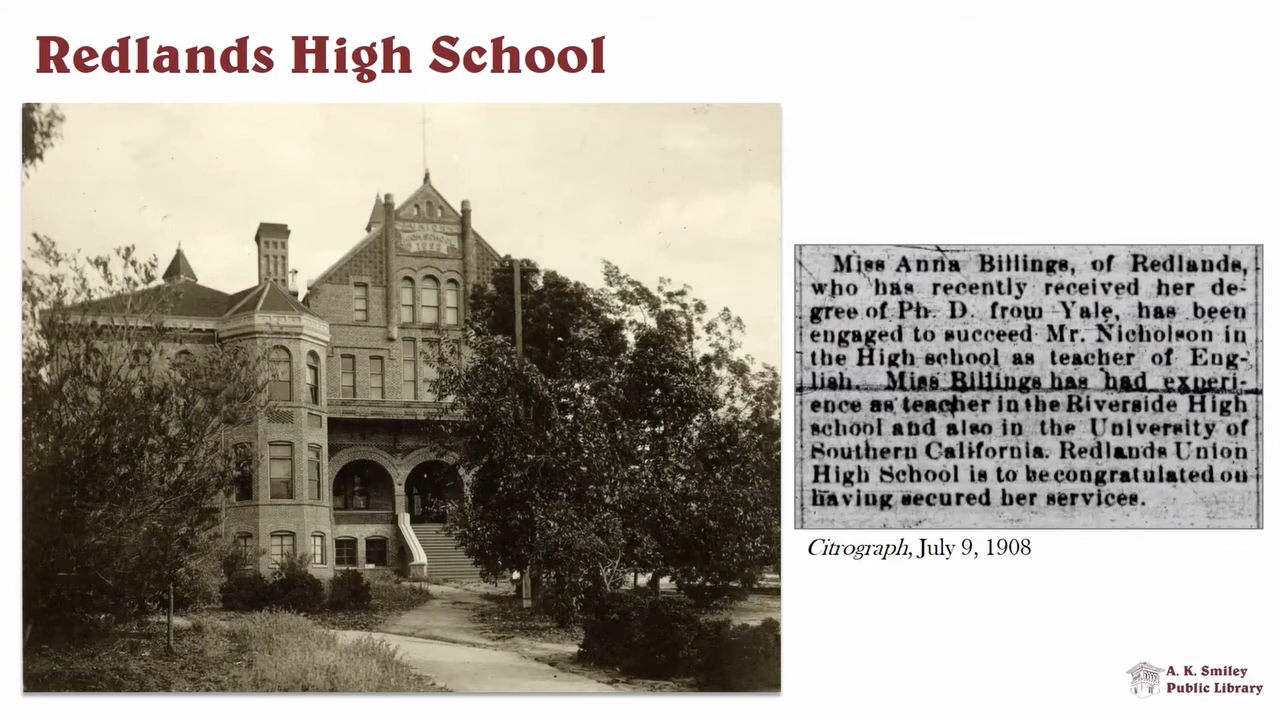 Redlands High School
Miss Anna Billings, of Redlands,
who has recently received her de-
gree of Ph. D. from Yale, has been
engaged to succeed Mr. Nicholson in
the High school as teacher of Eng-
lish. Miss Billings has had experi-
ence as teacher in the Riverside High
school and also in the University of
Southern California. Redlands Union
High School is to be congratulated on
having secured her services.
Citrograph, July 9, 1908
A. K. Smiley
Public Library